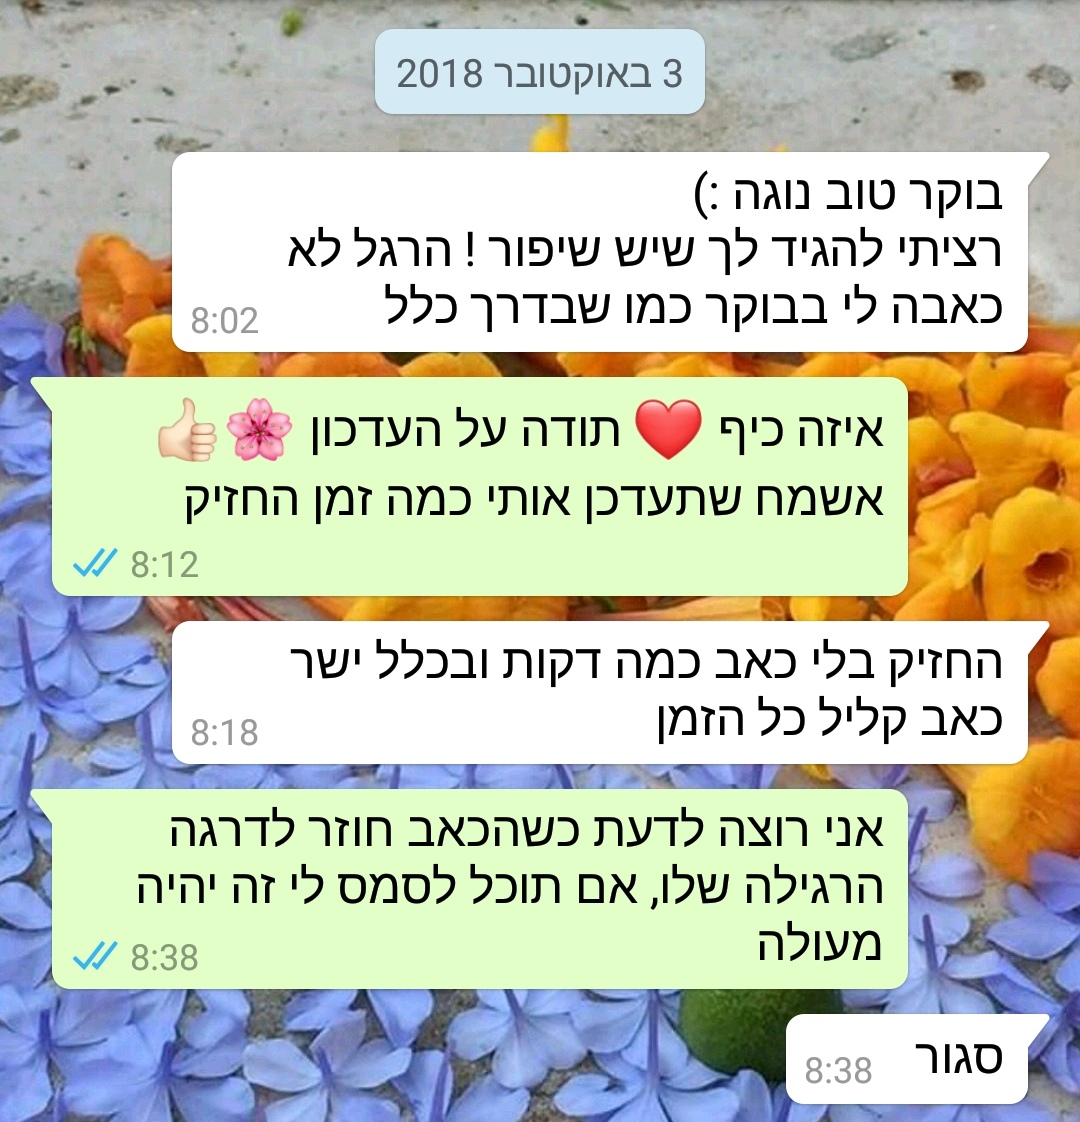 3 באוקטובר 2018
בוקר טוב נוגה :)
רציתי להגיד לך שיש שיפור ! הרגל לא
כאבה לי בבוקר כמו שבדרך כלל
8:02
איזה כיף ❤️ תודה על העדכון 🌸👍🏻
אשמח שתעדכן אותי כמה זמן החזיק
8:12
החזיק בלי כאב כמה דקות ובכלל ישר
כאב קליל כל הזמן
8:18
אני רוצה לדעת כשהכאב חוזר לדרגה
הרגילה שלו, אם תוכל לסמס לי זה יהיה
מעולה
8:38
סגור
8:38